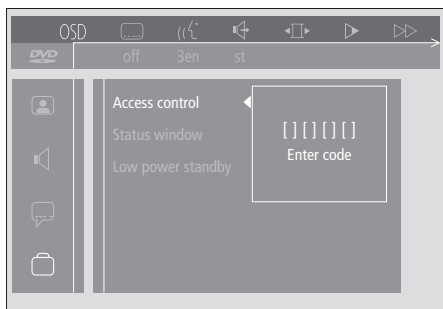 OSD
DVD off 3en st
Access control
Status window
Low power standby
[ ] [ ] [ ] [ ]
Enter code